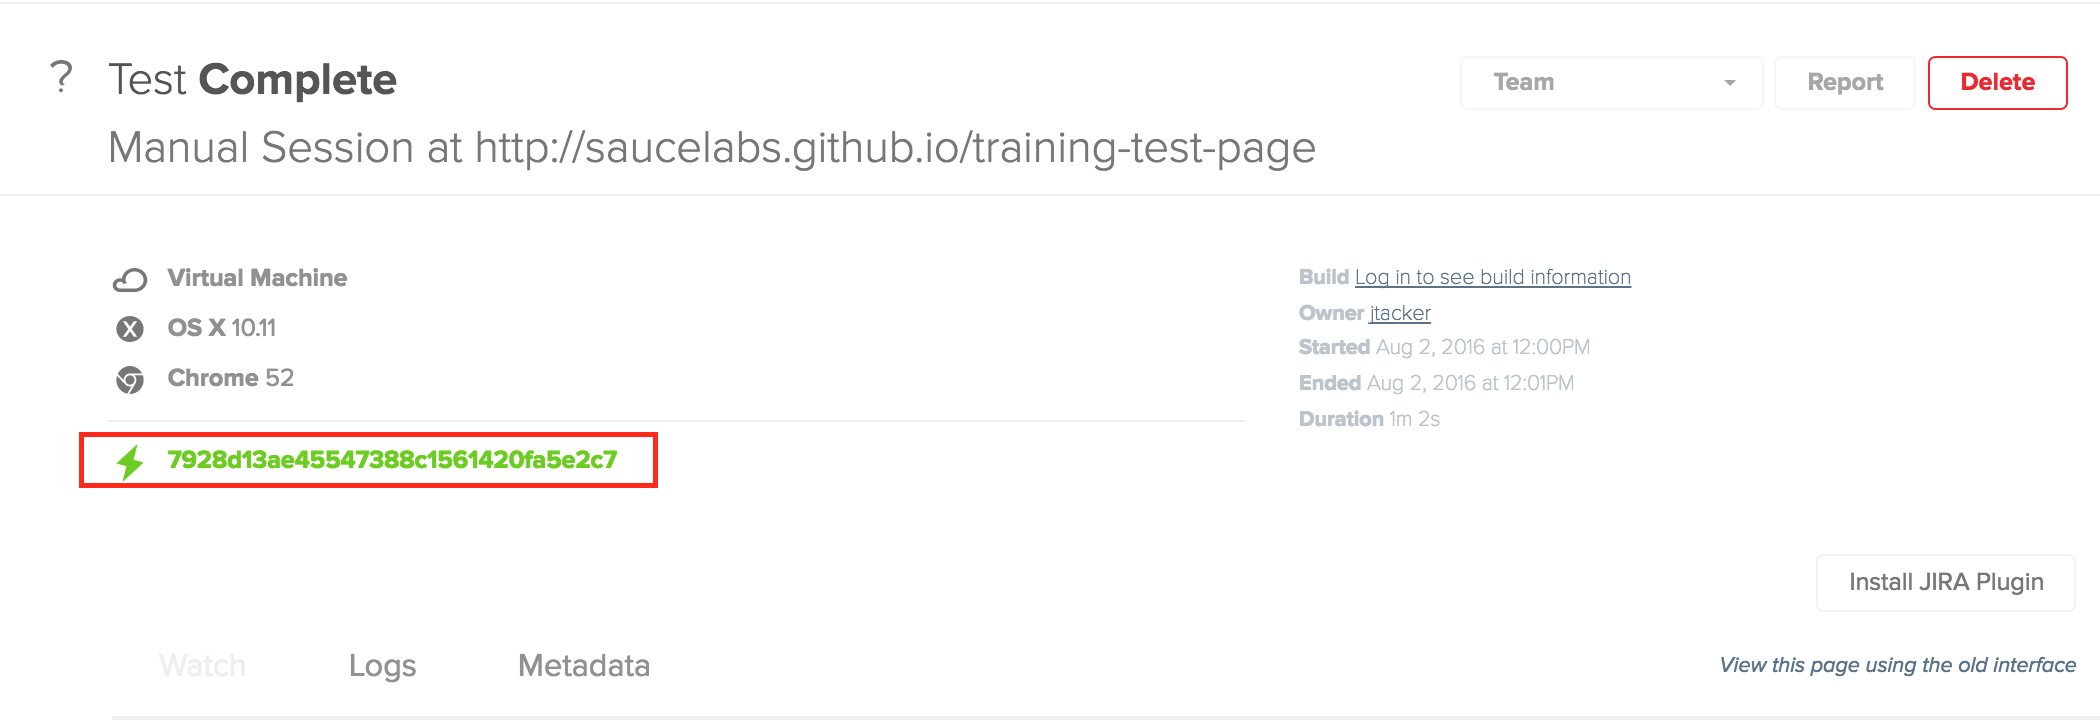 ? Test Complete
Team
Report
Delete
Manual Session at http://saucelabs.github.io/training-test-page
Virtual Machine
OS X 10.11
Chrome 52
7928d13ae45547388c1561420fa5e2c7
Build Log in to see build information
Owner jtacker
Started Aug 2, 2016 at 12:00PM
Ended Aug 2, 2016 at 12:01PM
Duration 1m 2s
Install JIRA Plugin
Watch
Logs
Metadata
View this page using the old interface